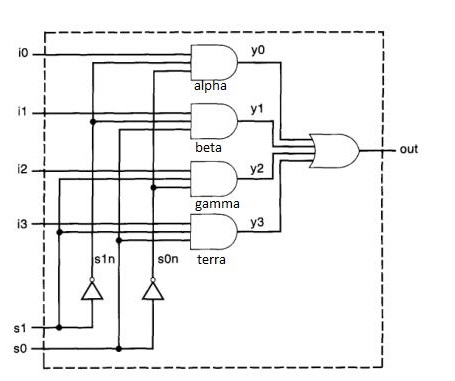 i0
y0
alpha
i1
y1
beta
out
i2
y2
gamma
i3
y3
s1n
s0n
terra
s1
s0